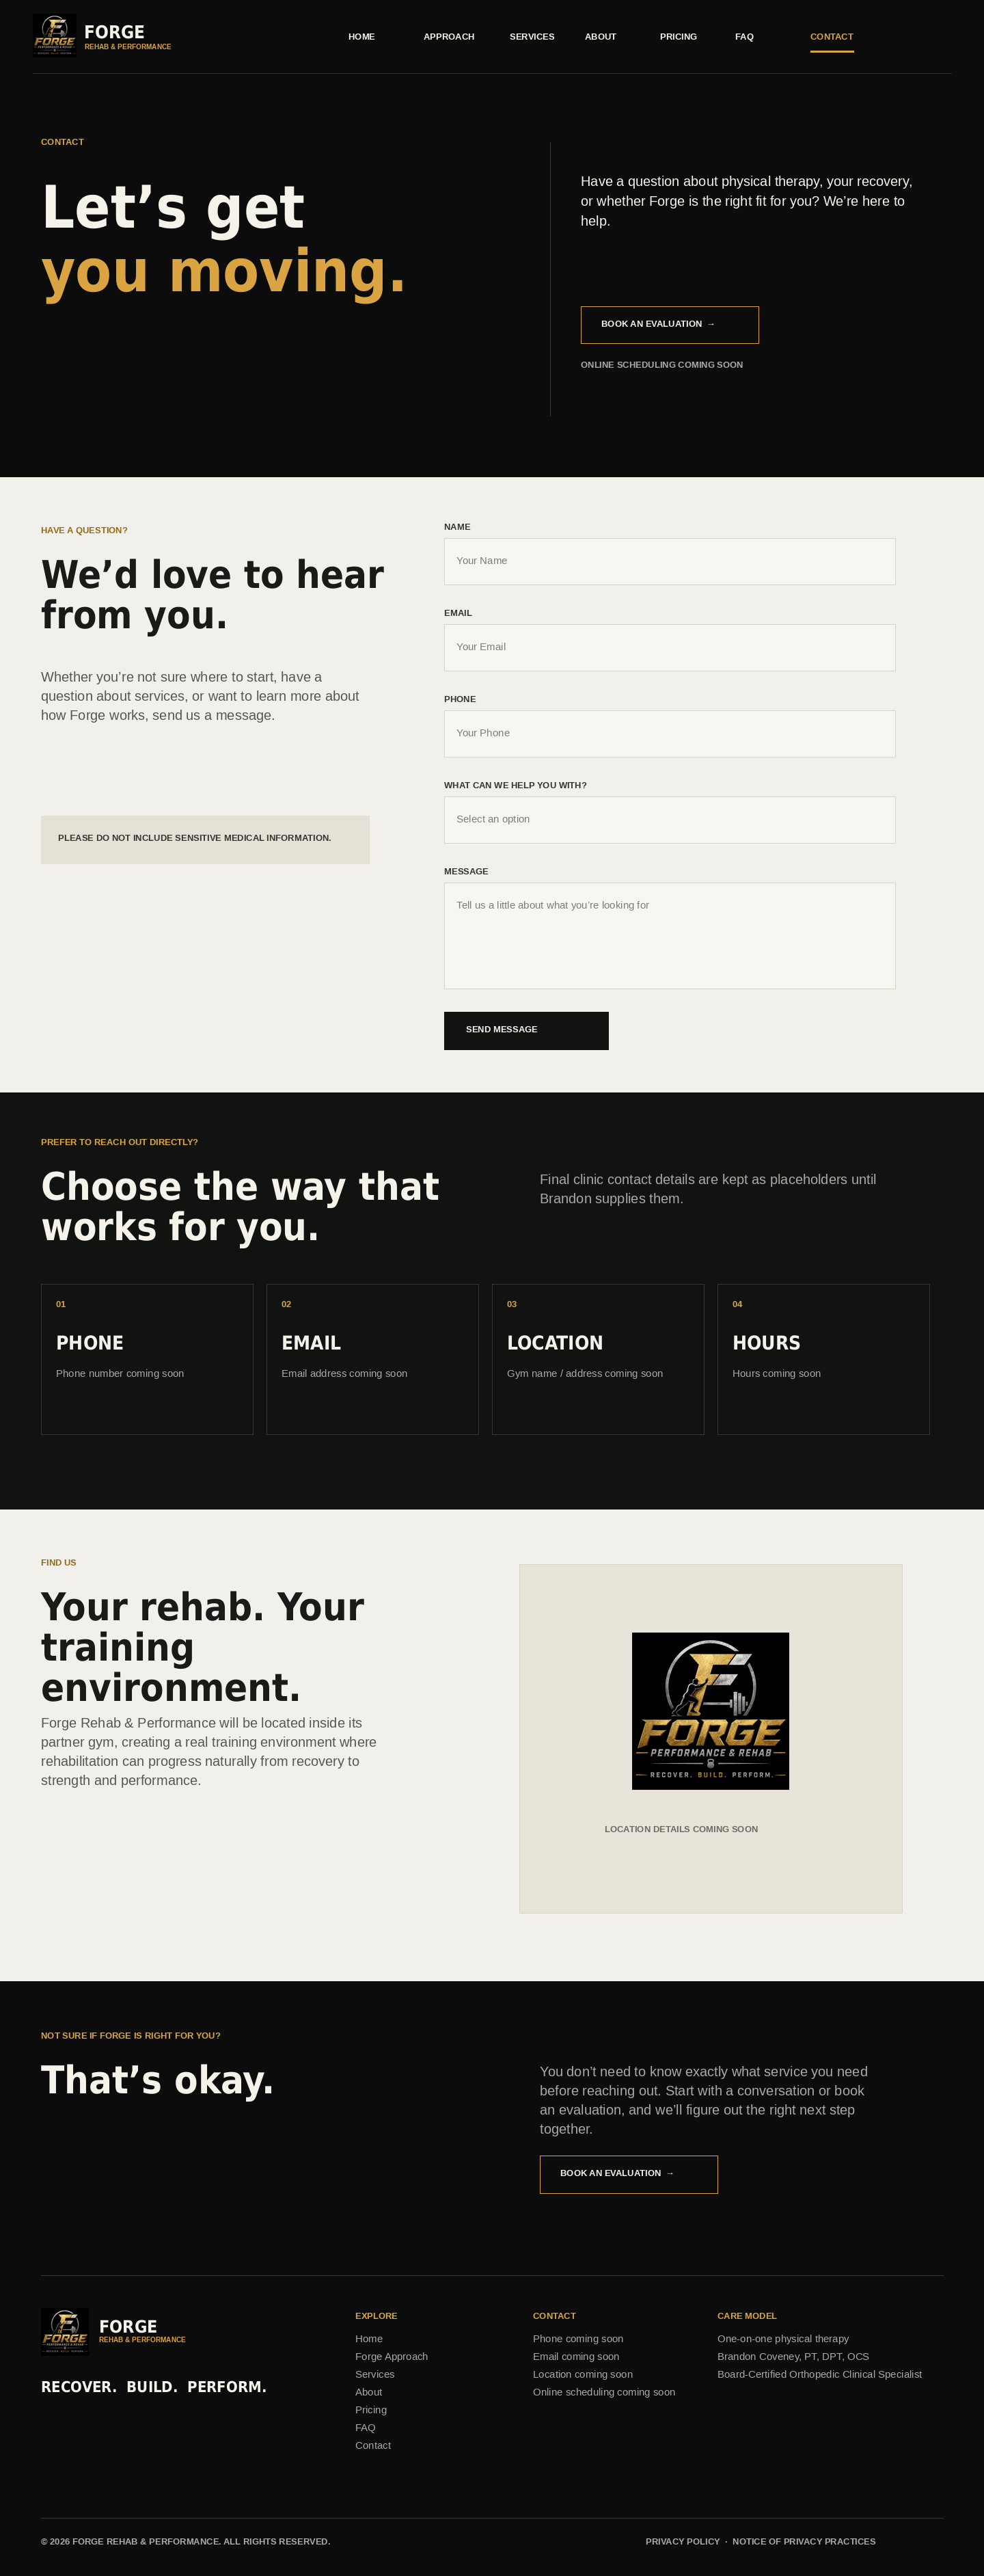 FORGE
REHAB & PERFORMANCE
HOME APPROACH SERVICES ABOUT PRICING FAQ CONTACT
CONTACT
Let’s get
you moving.
Have a question about physical therapy, your recovery,
or whether Forge is the right fit for you? We’re here to
help.
BOOK AN EVALUATION →
ONLINE SCHEDULING COMING SOON
HAVE A QUESTION?
We’d love to hear
from you.
Whether you’re not sure where to start, have a
question about services, or want to learn more about
how Forge works, send us a message.
PLEASE DO NOT INCLUDE SENSITIVE MEDICAL INFORMATION.
NAME
Your Name
EMAIL
Your Email
PHONE
Your Phone
WHAT CAN WE HELP YOU WITH?
Select an option
MESSAGE
Tell us a little about what you’re looking for
SEND MESSAGE
PREFER TO REACH OUT DIRECTLY?
Choose the way that
works for you.
Final clinic contact details are kept as placeholders until
Brandon supplies them.
01
PHONE
Phone number coming soon
02
EMAIL
Email address coming soon
03
LOCATION
Gym name / address coming soon
04
HOURS
Hours coming soon
FIND US
Your rehab. Your
training
environment.
Forge Rehab & Performance will be located inside its
partner gym, creating a real training environment where
rehabilitation can progress naturally from recovery to
strength and performance.
F
FORGE
PERFORMANCE & REHAB
RECOVER. BUILD. PERFORM.
LOCATION DETAILS COMING SOON
NOT SURE IF FORGE IS RIGHT FOR YOU?
That’s okay.
You don’t need to know exactly what service you need
before reaching out. Start with a conversation or book
an evaluation, and we’ll figure out the right next step
together.
BOOK AN EVALUATION →
FORGE
REHAB & PERFORMANCE
RECOVER. BUILD. PERFORM.
EXPLORE
Home
Forge Approach
Services
About
Pricing
FAQ
Contact
CONTACT
Phone coming soon
Email coming soon
Location coming soon
Online scheduling coming soon
CARE MODEL
One-on-one physical therapy
Brandon Coveney, PT, DPT, OCS
Board-Certified Orthopedic Clinical Specialist
© 2026 FORGE REHAB & PERFORMANCE. ALL RIGHTS RESERVED.
PRIVACY POLICY · NOTICE OF PRIVACY PRACTICES